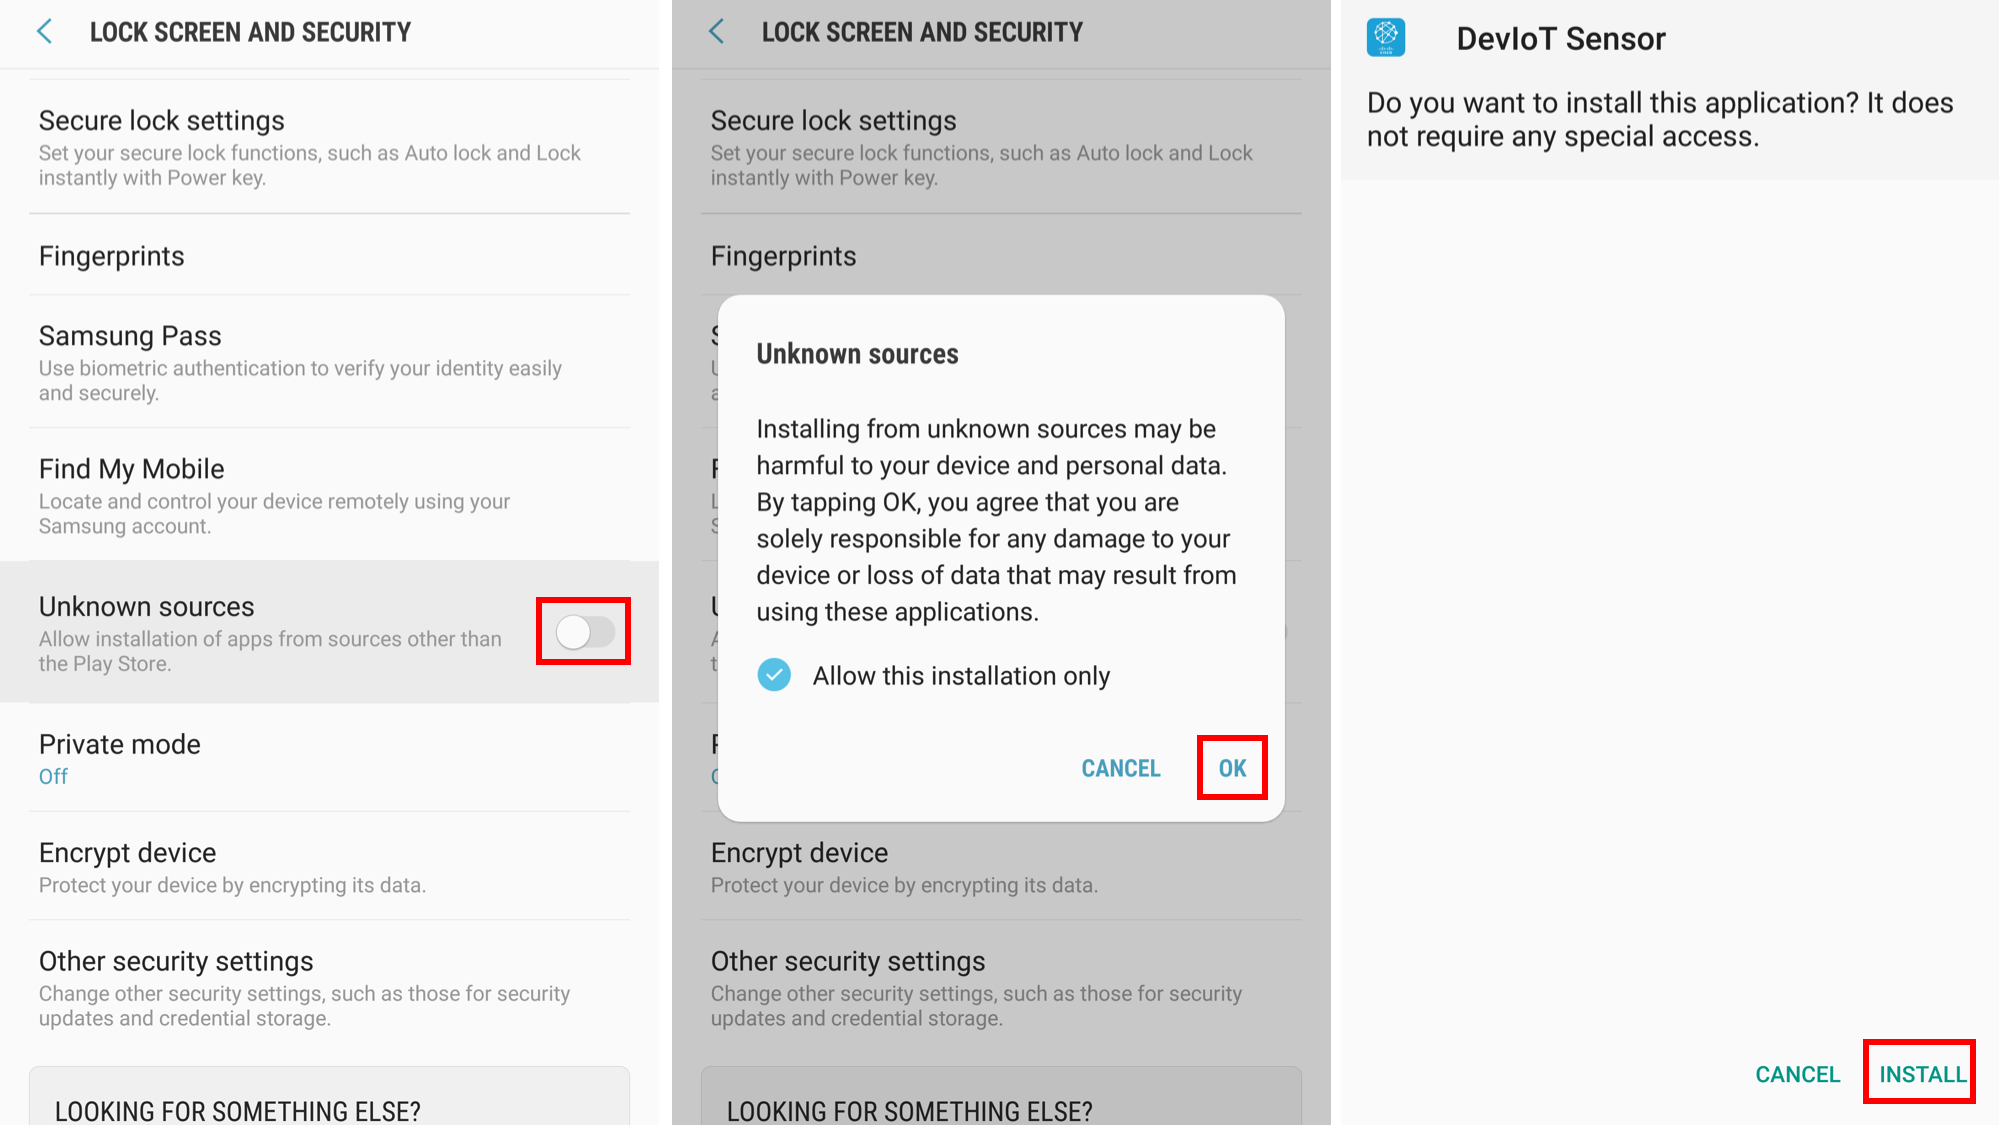 LOCK SCREEN AND SECURITY
Secure lock settings
Set your secure lock functions, such as Auto lock and Lock
instantly with Power key.
Fingerprints
Samsung Pass
Use biometric authentication to verify your identity easily
and securely.
Find My Mobile
Locate and control your device remotely using your
Samsung account.
Unknown sources
Allow installation of apps from sources other than
the Play Store.
Private mode
Off
Encrypt device
Protect your device by encrypting its data.
Other security settings
Change other security settings, such as those for security
updates and credential storage.
LOOKING FOR SOMETHING ELSE?
LOCK SCREEN AND SECURITY
Secure lock settings
Set your secure lock functions, such as Auto lock and Lock
instantly with Power key.
Fingerprints
Unknown sources
Installing from unknown sources may be
harmful to your device and personal data.
By tapping OK, you agree that you are
solely responsible for any damage to your
device or loss of data that may result from
using these applications.
Allow this installation only
CANCEL OK
Encrypt device
Protect your device by encrypting its data.
Other security settings
Change other security settings, such as those for security
updates and credential storage.
LOOKING FOR SOMETHING ELSE?
DevIoT Sensor
Do you want to install this application? It does
not require any special access.
CANCEL INSTALL